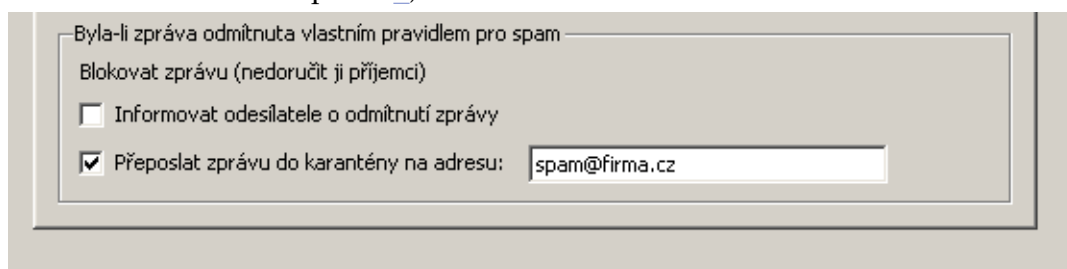 Byla-li zpráva odmítnuta vlastním pravidlem pro spam
Blokovat zprávu (nedoručit ji příjemci)
Informovat odesílatele o odmítnutí zprávy
Přeposlat zprávu do karantény na adresu: spam@firma.cz